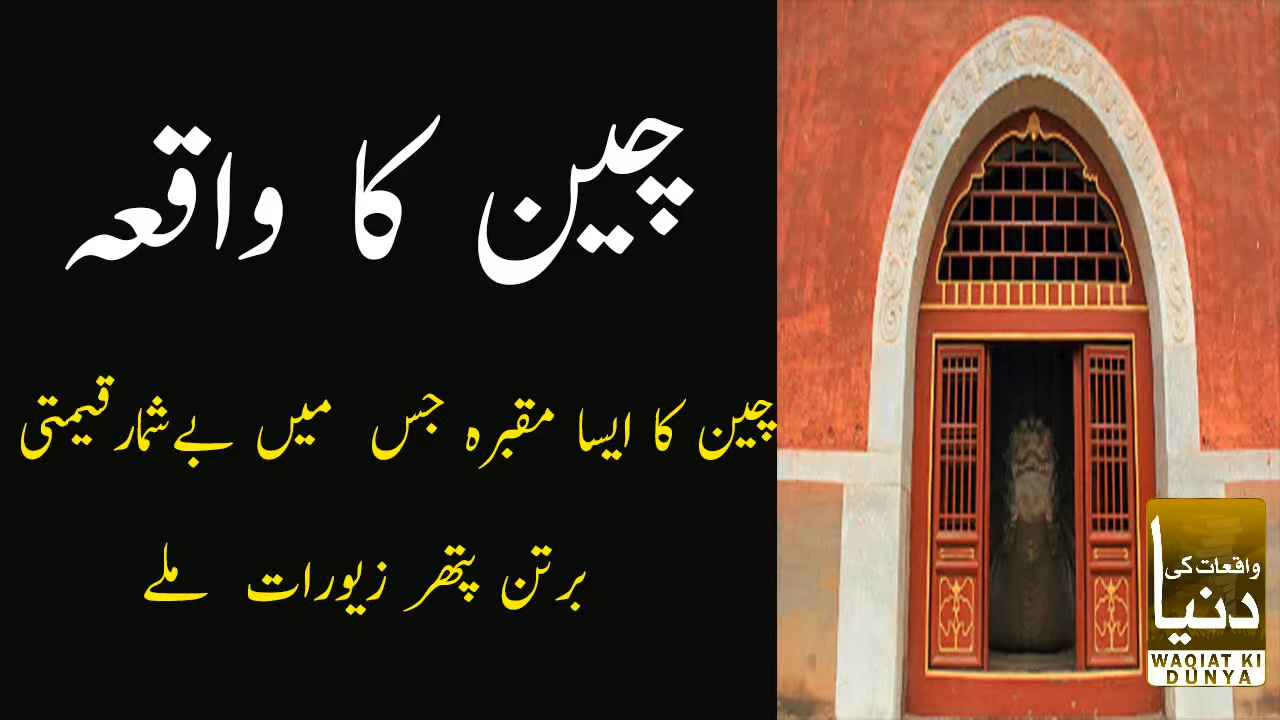 چین کا واقعہ
چین کا ایسا مقبرہ جس میں بے شمار قیمتی
برتن پتھر زیورات ملے
واقعات کی
دنیا
WAQIAT KI
DUNYA